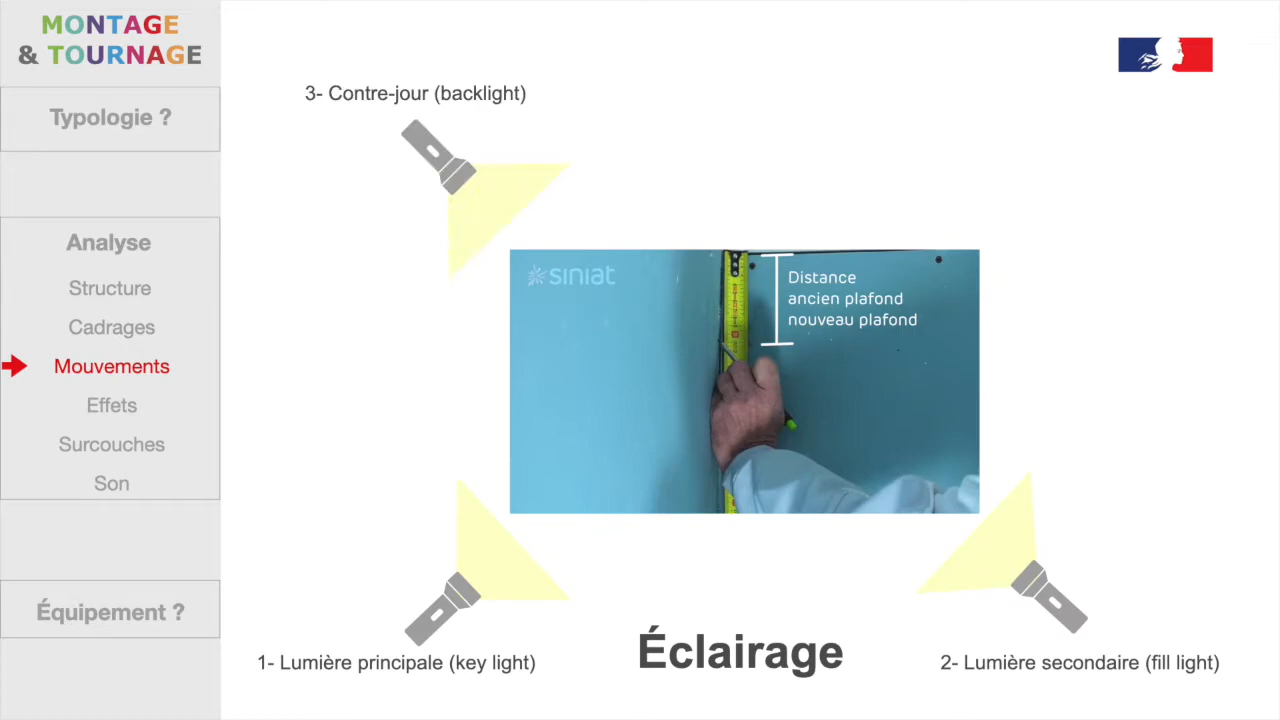 MONTAGE
& TOURNAGE
Typologie ?
Analyse
Structure
Cadrages
Mouvements
Effets
Surcouches
Son
Équipement ?
3- Contre-jour (backlight)
siniat
Distance
ancien plafond
nouveau plafond
1- Lumière principale (key light)
Éclairage
2- Lumière secondaire (fill light)